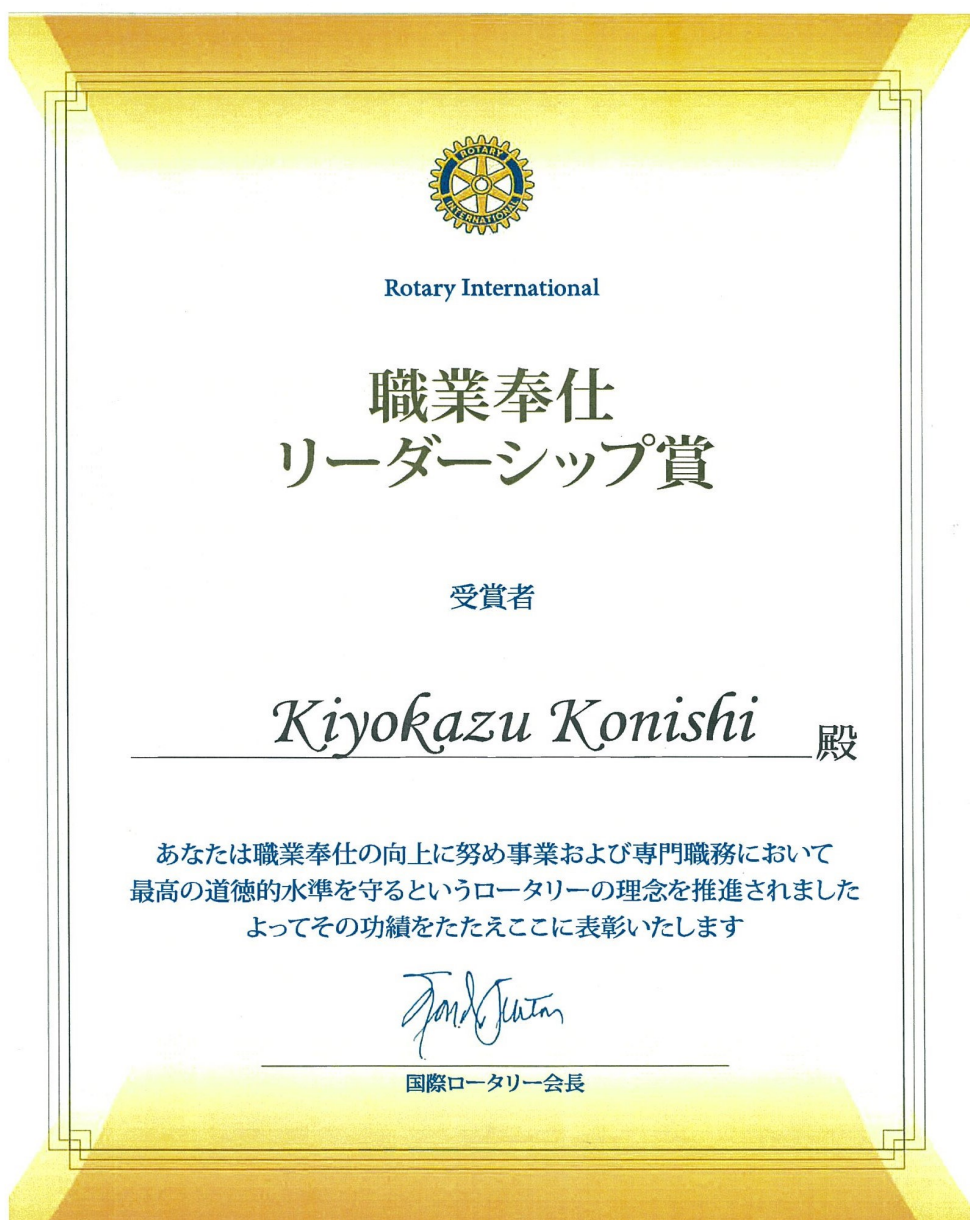 ROTARY
INTERNATIONAL
Rotary International
職業奉仕
リーダーシップ賞
受賞者
Kiyokazu Konishi 殿
あなたは職業奉仕の向上に努め事業および専門職務において
最高の道徳的水準を守るというロータリーの理念を推進されました
よってその功績をたたえここに表彰いたします
国際ロータリー会長